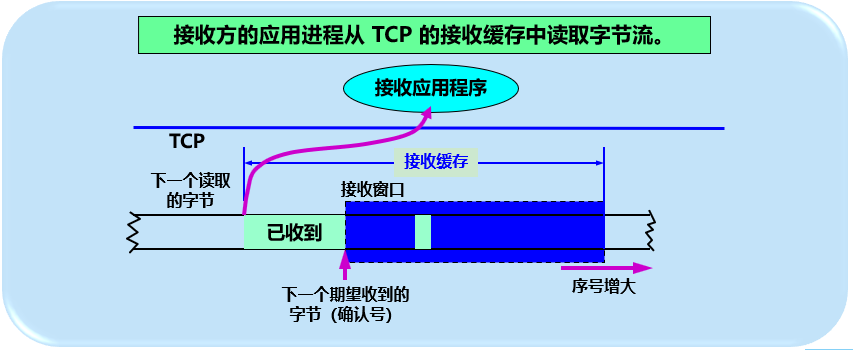 接收方的应用进程从 TCP 的接收缓存中读取字节流。
接收应用程序
TCP
接收缓存
下一个读取
的字节
接收窗口
已收到
下一个期望收到的
字节（确认号）
序号增大